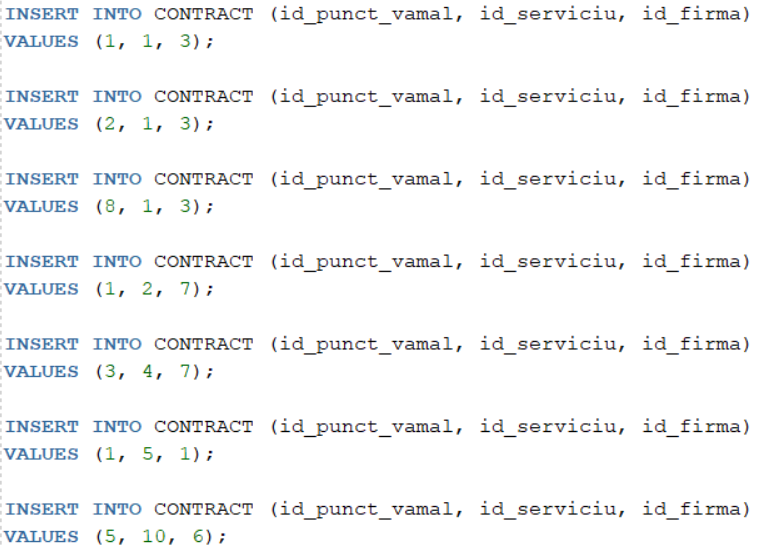 INSERT INTO CONTRACT (id_punct_vamal, id_serviciu, id_firma)
VALUES (1, 1, 3);
INSERT INTO CONTRACT (id_punct_vamal, id_serviciu, id_firma)
VALUES (2, 1, 3);
INSERT INTO CONTRACT (id_punct_vamal, id_serviciu, id_firma)
VALUES (8, 1, 3);
INSERT INTO CONTRACT (id_punct_vamal, id_serviciu, id_firma)
VALUES (1, 2, 7);
INSERT INTO CONTRACT (id_punct_vamal, id_serviciu, id_firma)
VALUES (3, 4, 7);
INSERT INTO CONTRACT (id_punct_vamal, id_serviciu, id_firma)
VALUES (1, 5, 1);
INSERT INTO CONTRACT (id_punct_vamal, id_serviciu, id_firma)
VALUES (5, 10, 6);